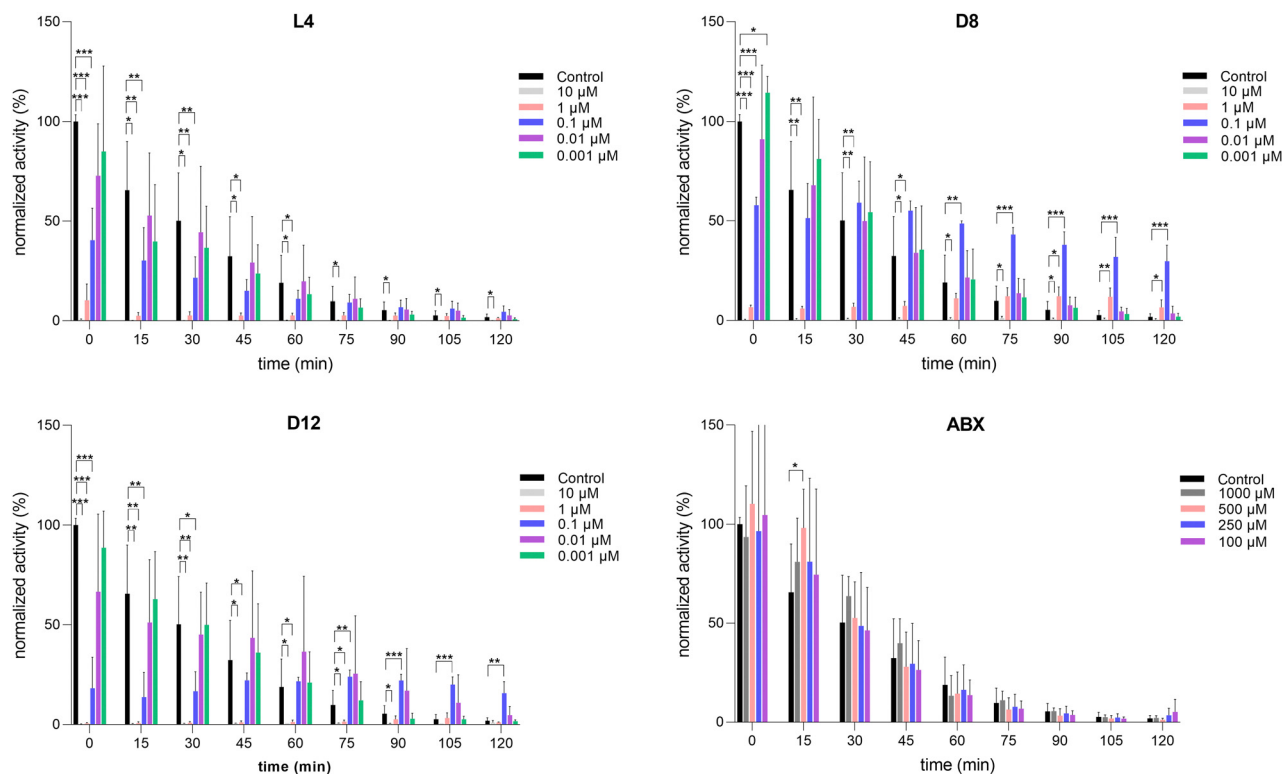 L4
normalized activity (%)
150
100
50
0
*** *** ***
* ** **
* ** **
* *
* *
*
*
*
*
0 15 30 45 60 75 90 105 120
time (min)
Control
10 µM
1 µM
0.1 µM
0.01 µM
0.001 µM
D8
normalized activity (%)
150
100
50
0
*** *** *** *
** **
** **
* *
* **
* ***
* * ***
** ***
* ***
0 15 30 45 60 75 90 105 120
time (min)
Control
10 µM
1 µM
0.1 µM
0.01 µM
0.001 µM
D12
normalized activity (%)
150
100
50
0
*** *** ***
** ** **
** ** *
* *
* *
* * **
* ***
***
**
0 15 30 45 60 75 90 105 120
time (min)
Control
10 µM
1 µM
0.1 µM
0.01 µM
0.001 µM
ABX
normalized activity (%)
150
100
50
0
*
0 15 30 45 60 75 90 105 120
time (min)
Control
1000 µM
500 µM
250 µM
100 µM